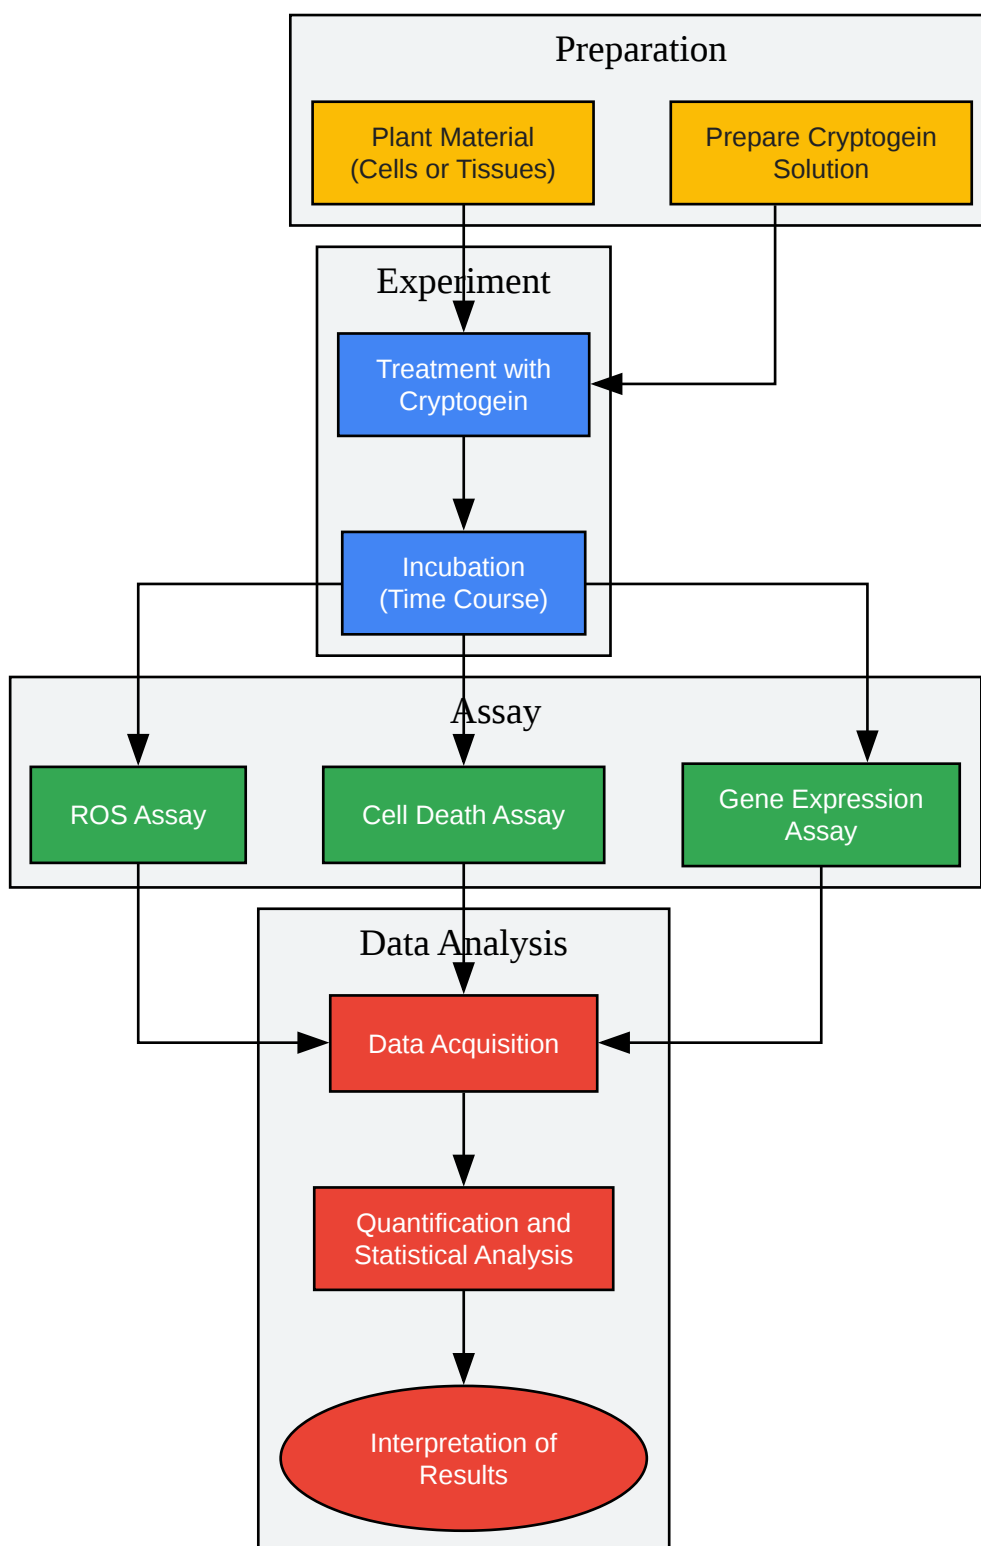 Preparation
Plant Material
(Cells or Tissues)
Prepare Cryptogein
Solution
Experiment
Treatment with
Cryptogein
Incubation
(Time Course)
Assay
ROS Assay
Cell Death Assay
Gene Expression
Assay
Data Analysis
Data Acquisition
Quantification and
Statistical Analysis
Interpretation of
Results